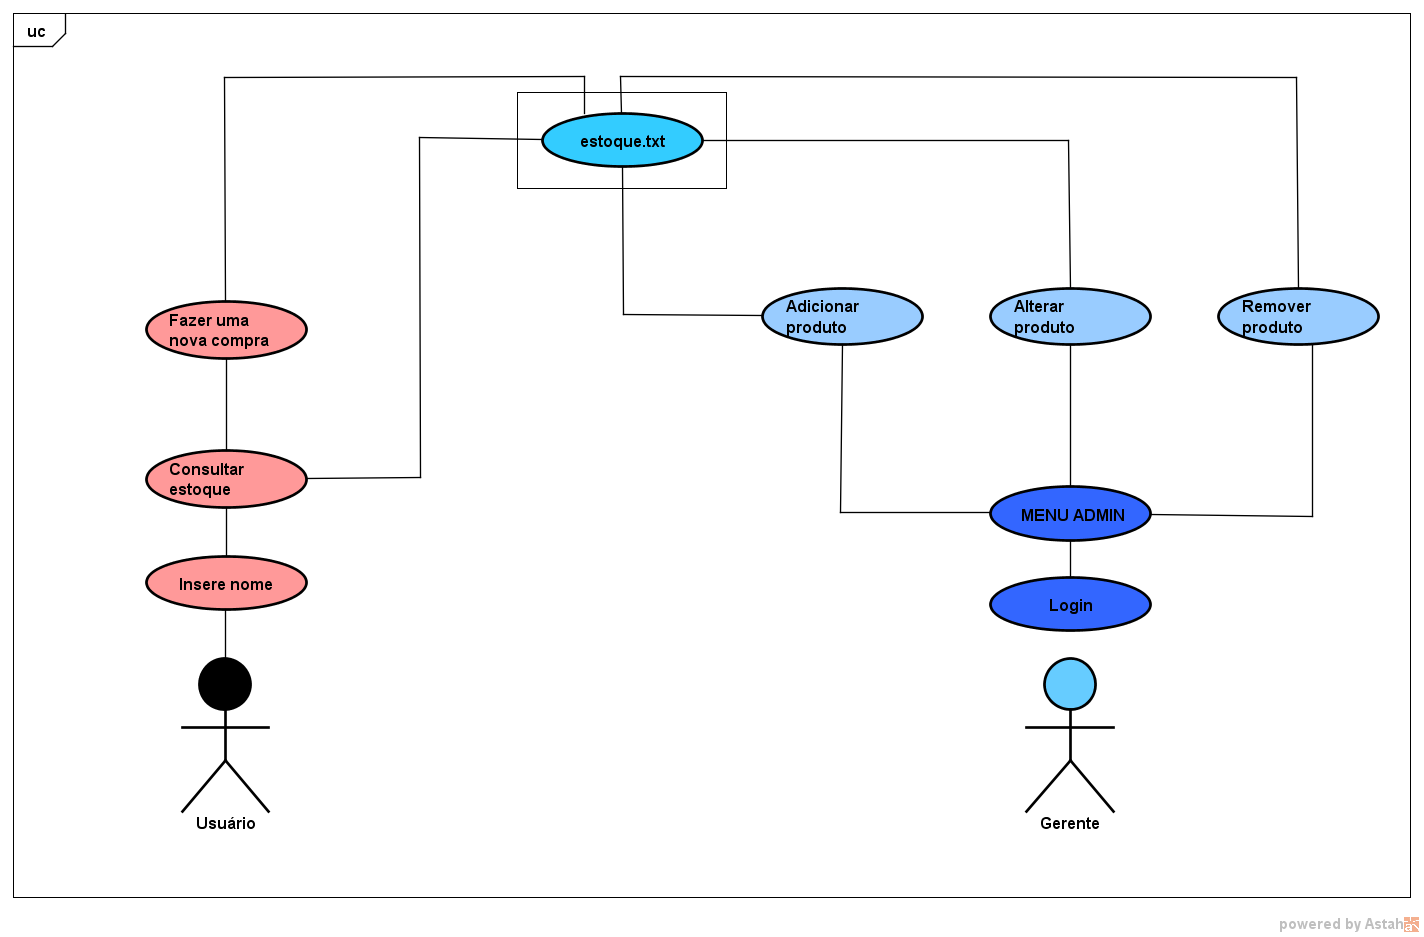 uc
estoque.txt
Fazer uma
nova compra
Adicionar
produto
Alterar
produto
Remover
produto
Consultar
estoque
MENU ADMIN
Insere nome
Login
Usuário
Gerente
powered by Astah